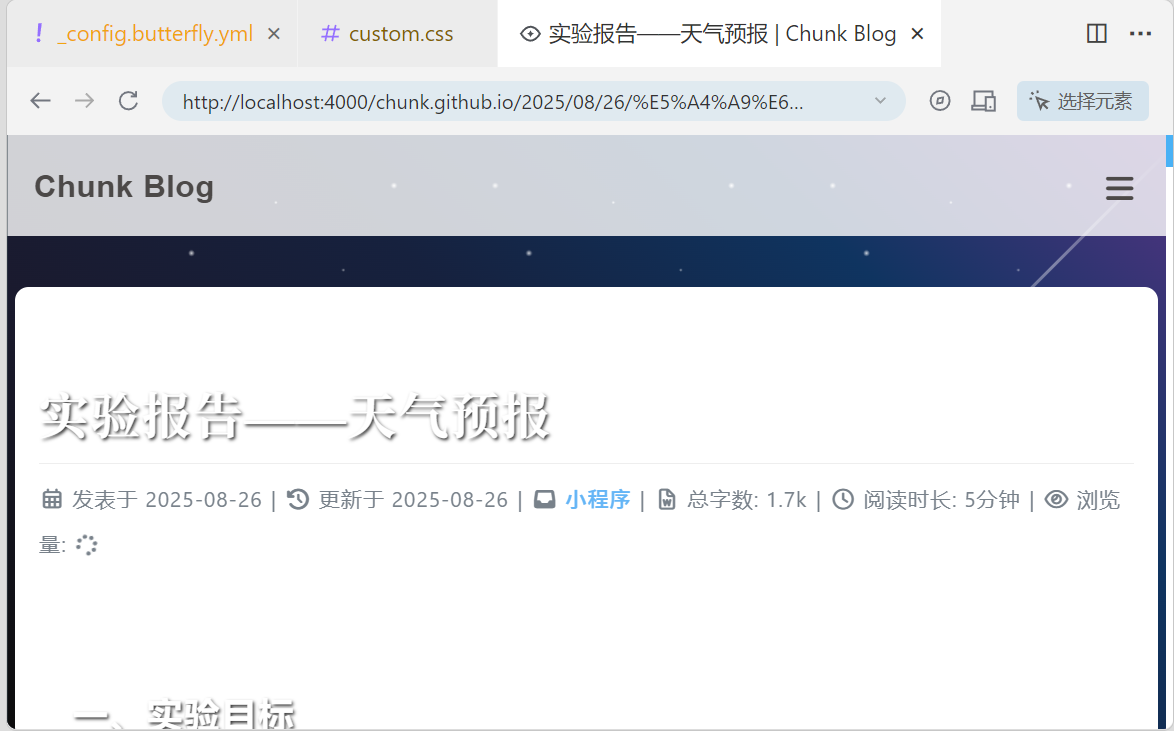 ! _config.butterfly.yml × # custom.css 实验报告——天气预报 | Chunk Blog ×
http://localhost:4000/chunk.github.io/2025/08/26/%E5%A4%A9%E6... 选择元素
Chunk Blog
实验报告——天气预报
发表于 2025-08-26 | 更新于 2025-08-26 | 小程序 | 总字数: 1.7k | 阅读时长: 5分钟 | 浏览
量:
一、实验目标